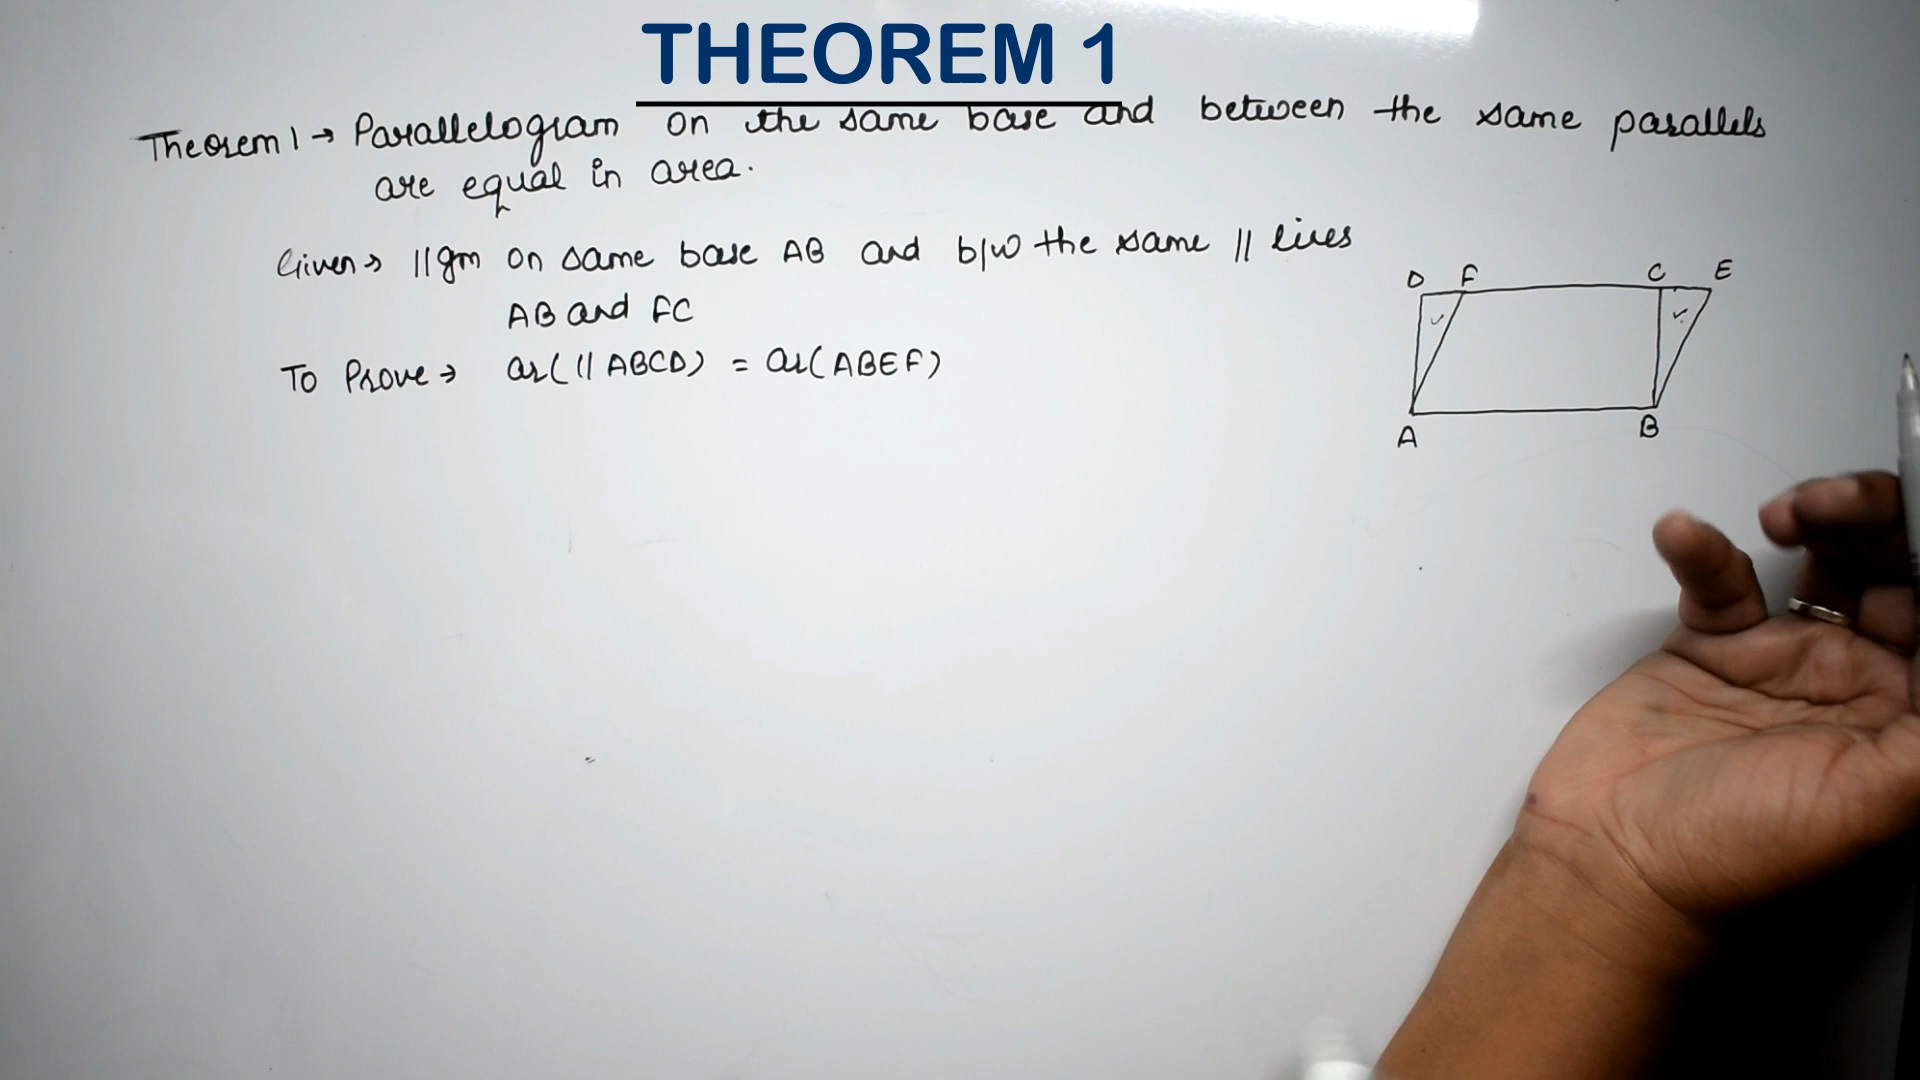 THEOREM 1
Theorem 1 → Parallelogram on the same base and between the same parallels
are equal in area.
Given → ||gm on same base AB and b/w the same || lines
AB and FC
To Prove → ar(|| ABCD) = ar(ABEF)
D F C E
A B